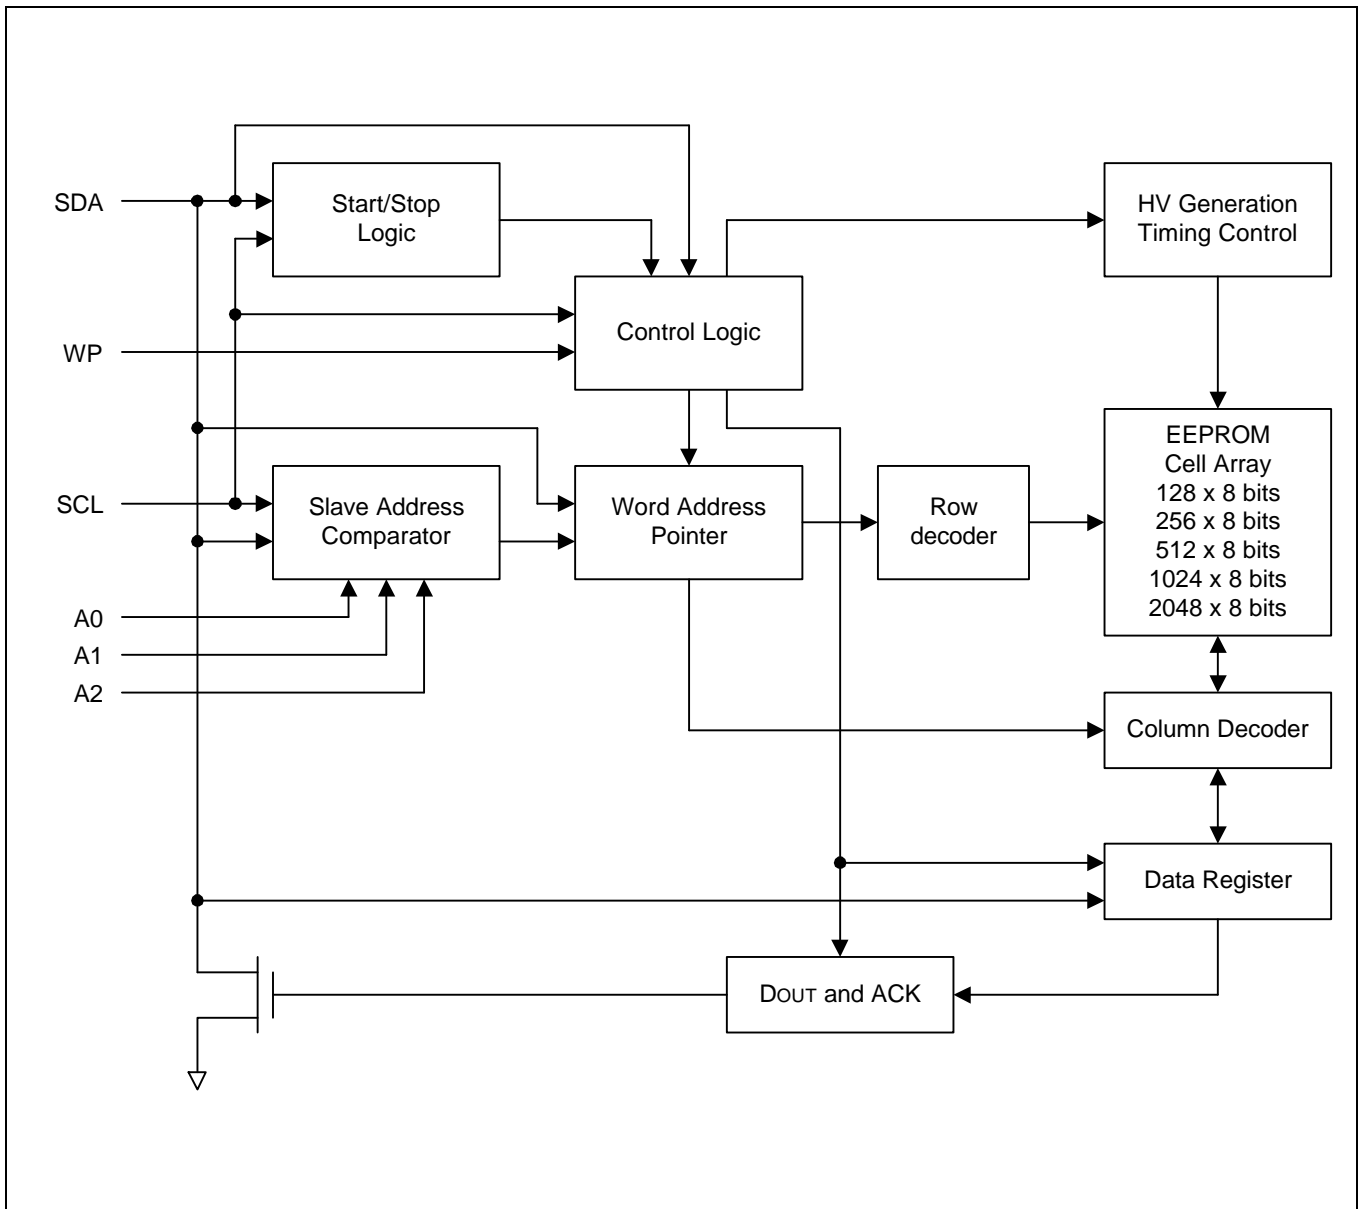 SDA
Start/Stop
Logic
HV Generation
Timing Control
WP
Control Logic
SCL
Slave Address
Comparator
Word Address
Pointer
Row
decoder
EEPROM
Cell Array
128 x 8 bits
256 x 8 bits
512 x 8 bits
1024 x 8 bits
2048 x 8 bits
A0
A1
A2
Column Decoder
Data Register
DOUT and ACK